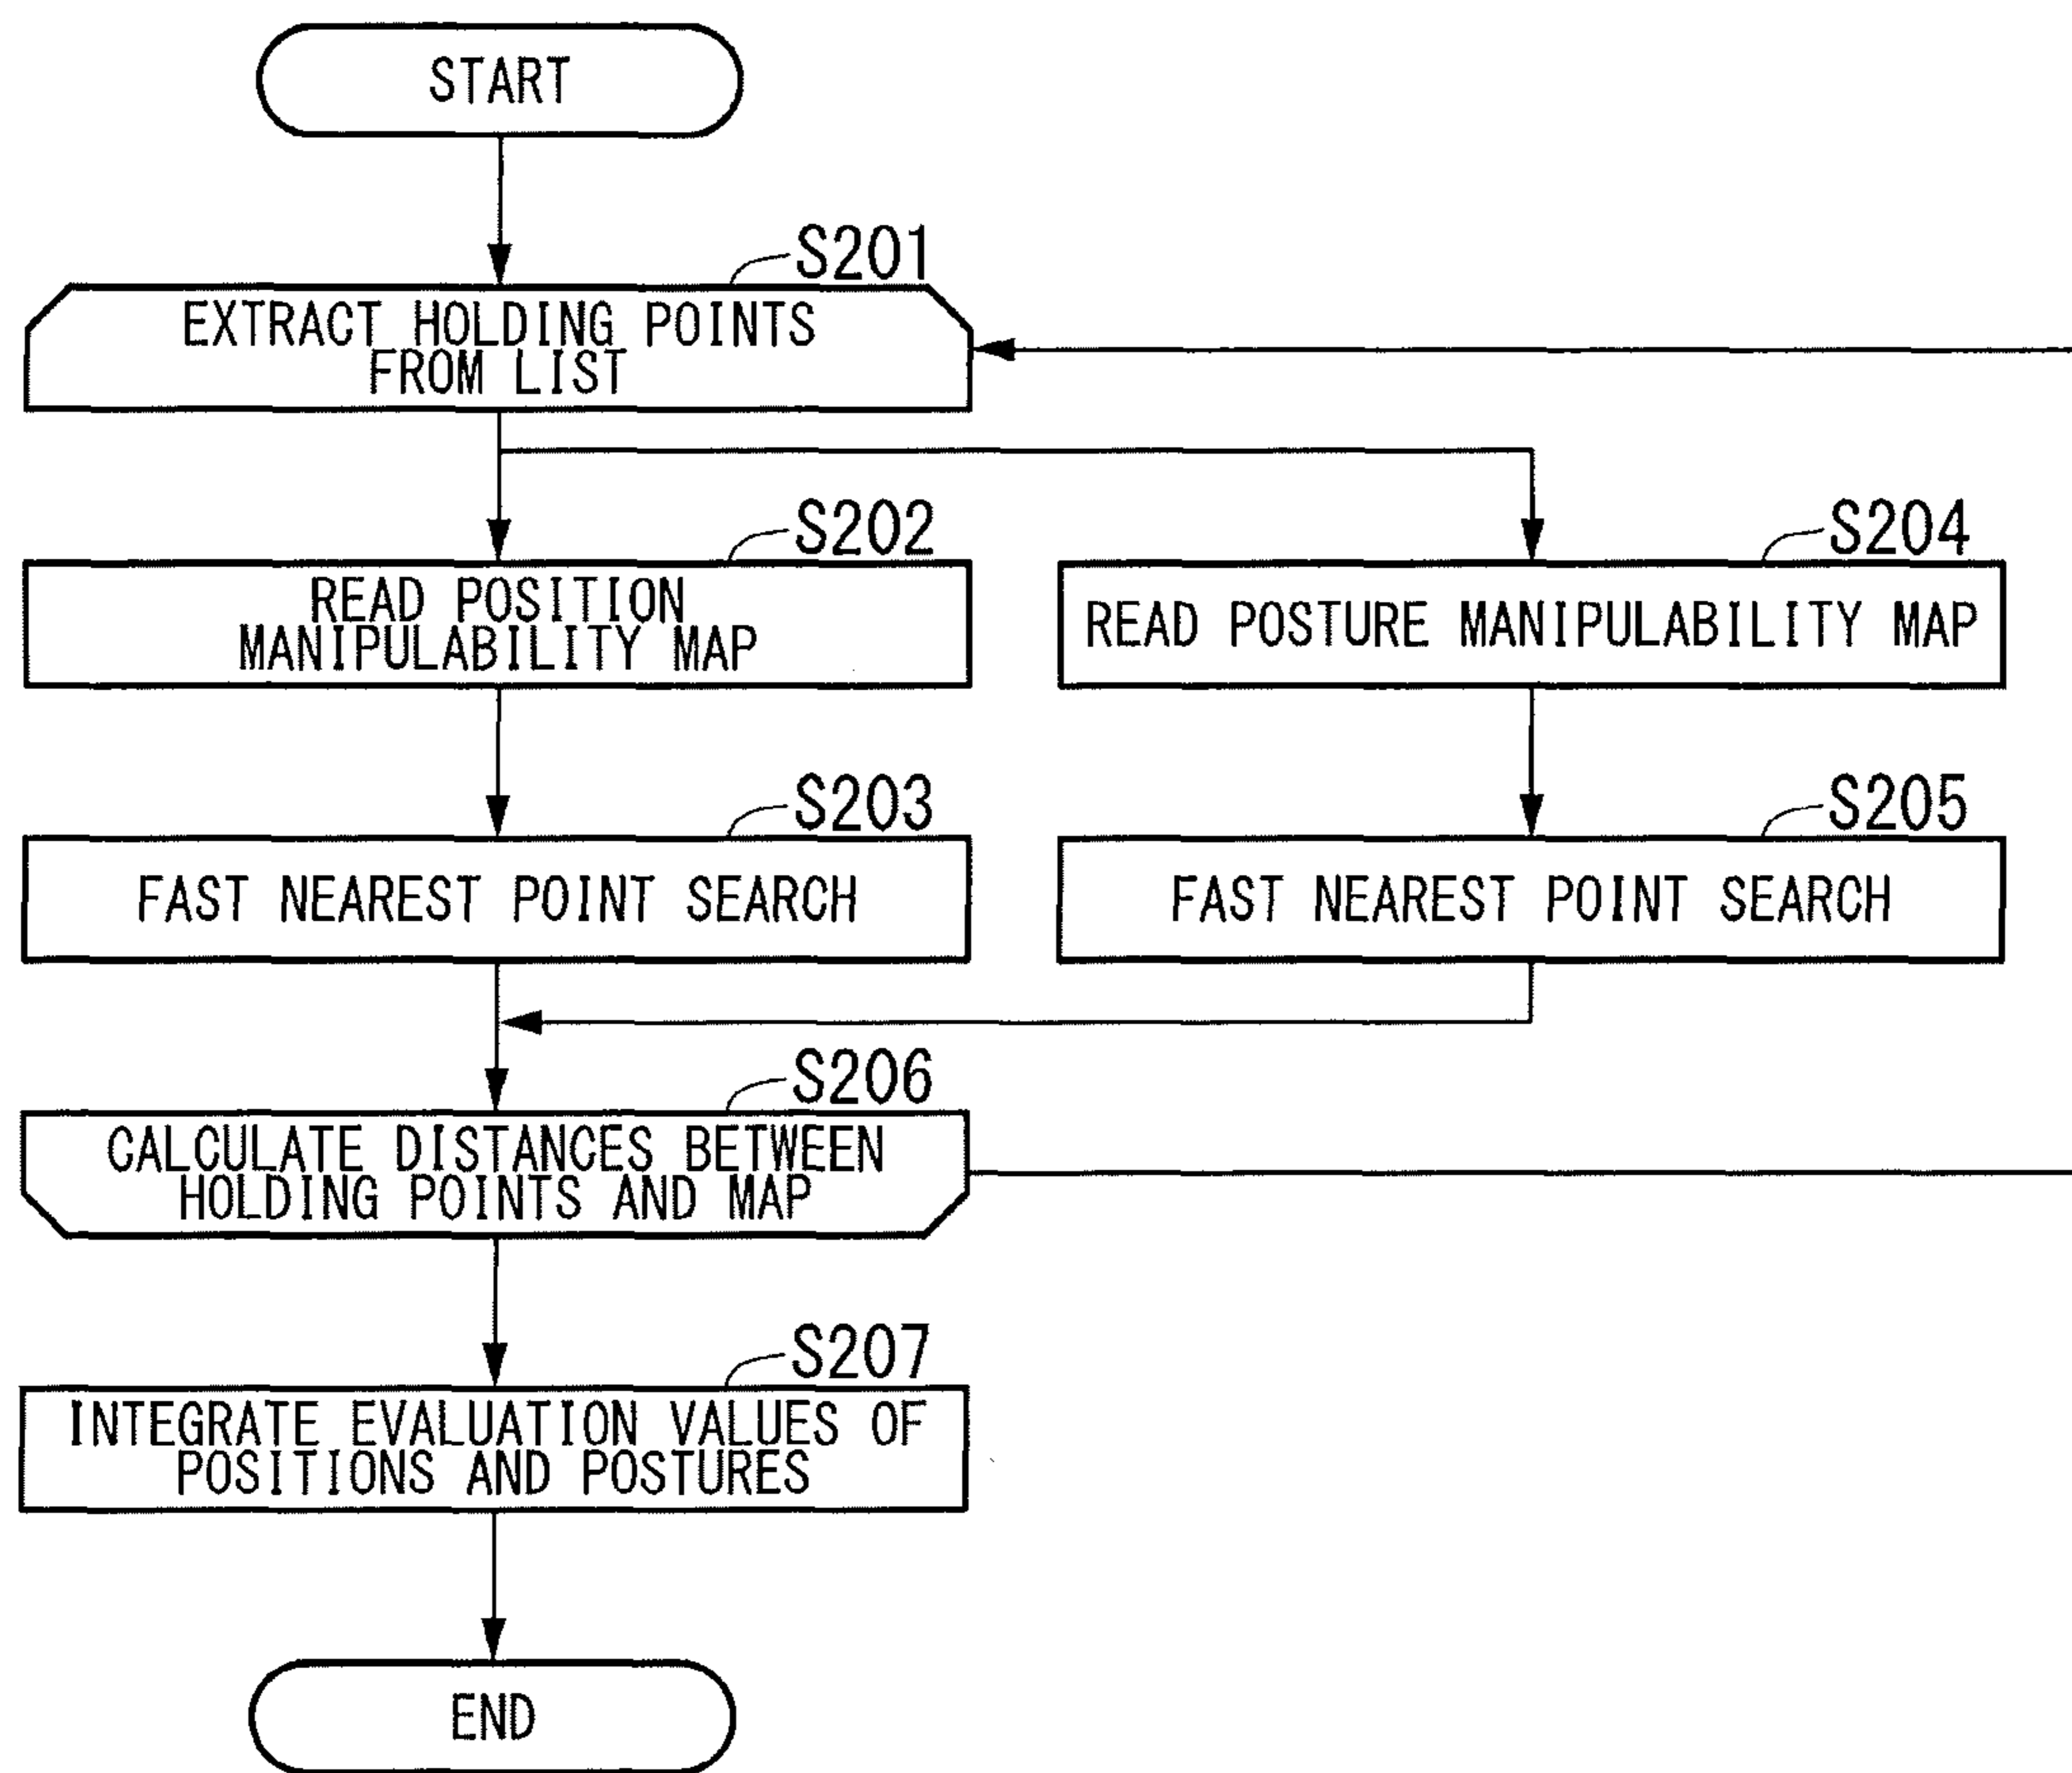 START
S201
EXTRACT HOLDING POINTS
FROM LIST
S202
READ POSITION
MANIPULABILITY MAP
S204
READ POSTURE MANIPULABILITY MAP
S203
FAST NEAREST POINT SEARCH
S205
FAST NEAREST POINT SEARCH
S206
CALCULATE DISTANCES BETWEEN
HOLDING POINTS AND MAP
S207
INTEGRATE EVALUATION VALUES OF
POSITIONS AND POSTURES
END